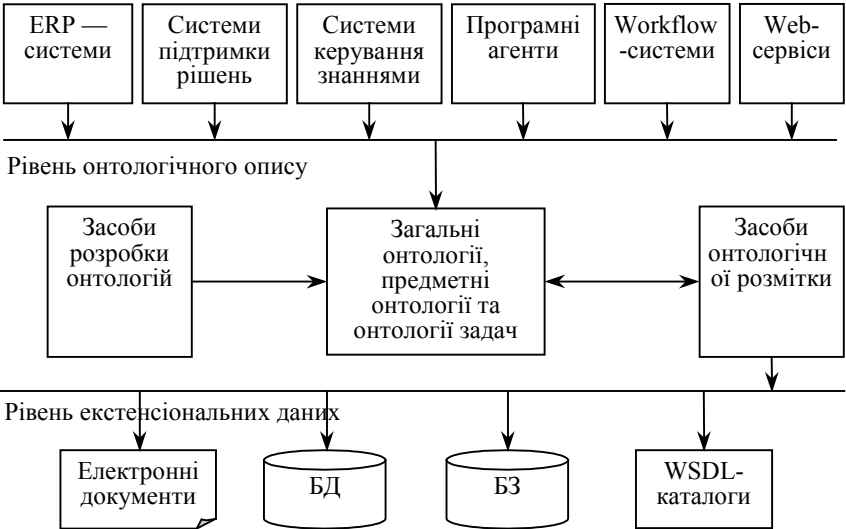 ERP —
системи
Системи
підтримки
рішень
Системи
керування
знаннями
Програмні
агенти
Workflow
-системи
Web-
сервіси
Рівень онтологічного опису
Засоби
розробки
онтологій
Загальні
онтології,
предметні
онтології та
онтології задач
Засоби
онтологічн
ої розмітки
Рівень екстенсіональних даних
Електронні
документи
БД
БЗ
WSDL-
каталоги